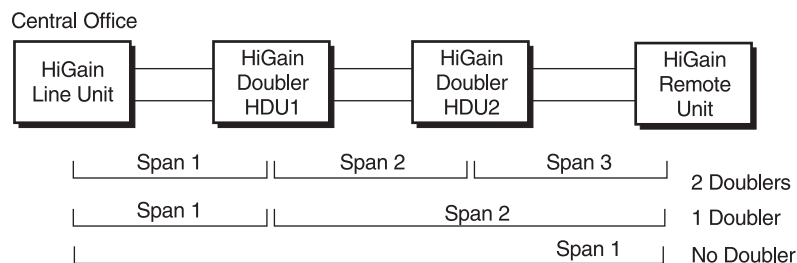 Central Office
HiGain
Line Unit
HiGain
Doubler
HDU1
HiGain
Doubler
HDU2
HiGain
Remote
Unit
Span 1
Span 2
Span 3
2 Doublers
Span 1
Span 2
1 Doubler
Span 1
No Doubler